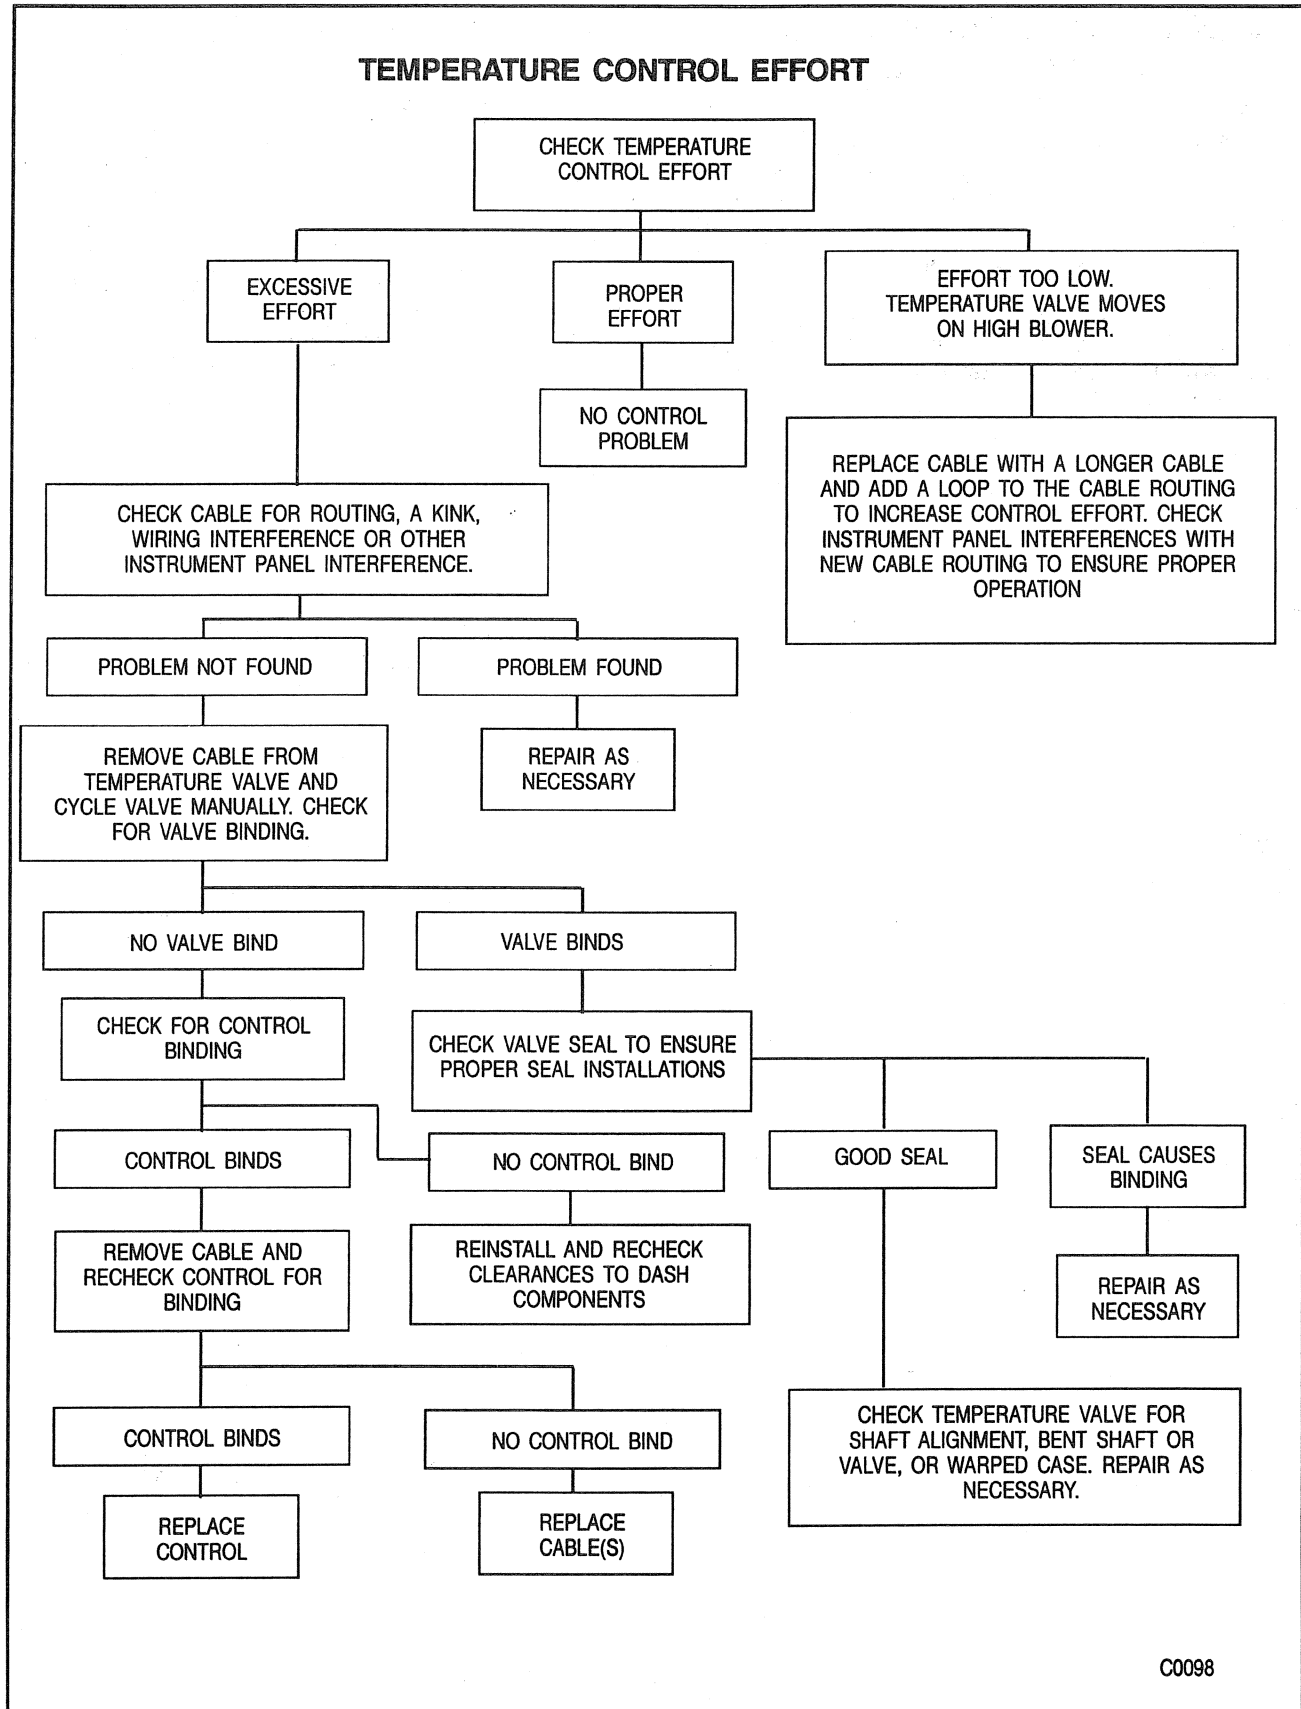 TEMPERATURE CONTROL EFFORT
CHECK TEMPERATURE
CONTROL EFFORT
EXCESSIVE
EFFORT
PROPER
EFFORT
EFFORT TOO LOW.
TEMPERATURE VALVE MOVES
ON HIGH BLOWER.
NO CONTROL
PROBLEM
REPLACE CABLE WITH A LONGER CABLE
AND ADD A LOOP TO THE CABLE ROUTING
TO INCREASE CONTROL EFFORT. CHECK
INSTRUMENT PANEL INTERFERENCES WITH
NEW CABLE ROUTING TO ENSURE PROPER
OPERATION
CHECK CABLE FOR ROUTING, A KINK,
WIRING INTERFERENCE OR OTHER
INSTRUMENT PANEL INTERFERENCE.
PROBLEM NOT FOUND
PROBLEM FOUND
REMOVE CABLE FROM
TEMPERATURE VALVE AND
CYCLE VALVE MANUALLY. CHECK
FOR VALVE BINDING.
REPAIR AS
NECESSARY
NO VALVE BIND
VALVE BINDS
CHECK FOR CONTROL
BINDING
CHECK VALVE SEAL TO ENSURE
PROPER SEAL INSTALLATIONS
CONTROL BINDS
NO CONTROL BIND
GOOD SEAL
SEAL CAUSES
BINDING
REMOVE CABLE AND
RECHECK CONTROL FOR
BINDING
REINSTALL AND RECHECK
CLEARANCES TO DASH
COMPONENTS
REPAIR AS
NECESSARY
CONTROL BINDS
NO CONTROL BIND
CHECK TEMPERATURE VALVE FOR
SHAFT ALIGNMENT, BENT SHAFT OR
VALVE, OR WARPED CASE. REPAIR AS
NECESSARY.
REPLACE
CONTROL
REPLACE
CABLE(S)
C0098